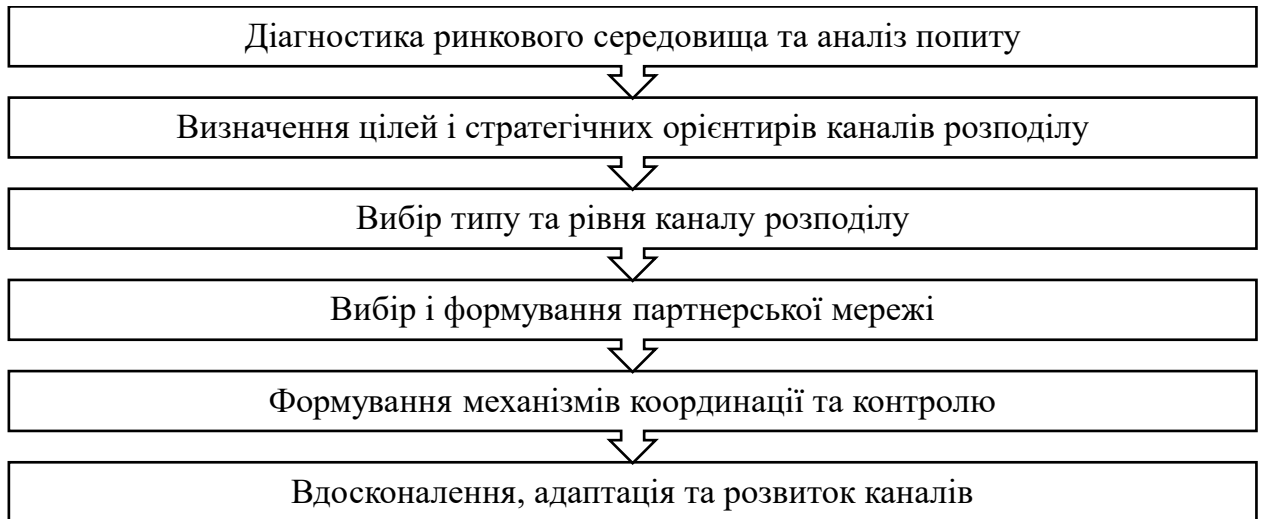 Діагностика ринкового середовища та аналіз попиту
Визначення цілей і стратегічних орієнтирів каналів розподілу
Вибір типу та рівня каналу розподілу
Вибір і формування партнерської мережі
Формування механізмів координації та контролю
Вдосконалення, адаптація та розвиток каналів